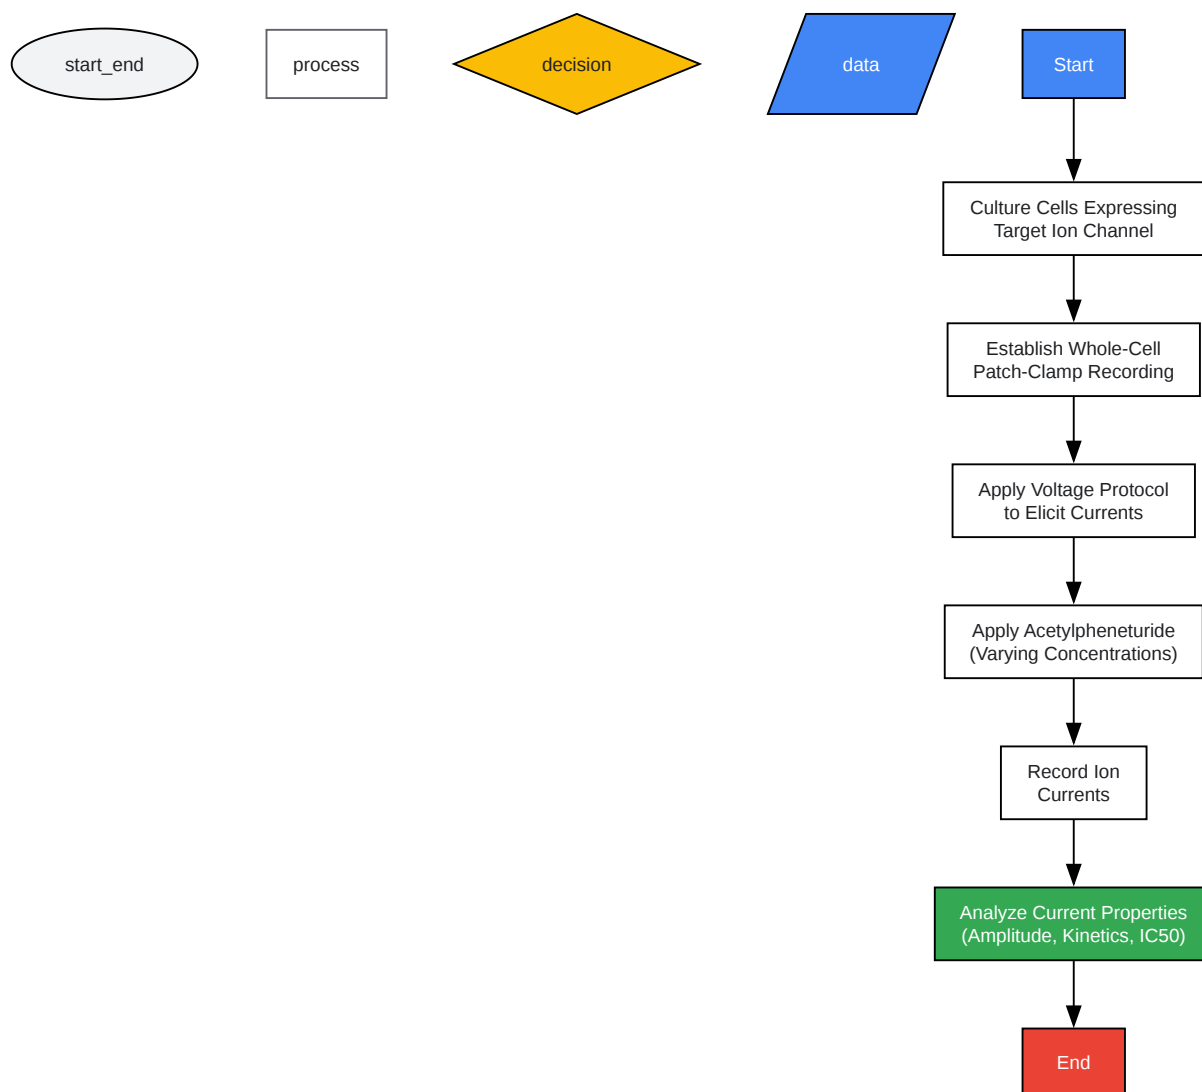 start_end
process
decision
data
Start
Culture Cells Expressing
Target Ion Channel
Establish Whole-Cell
Patch-Clamp Recording
Apply Voltage Protocol
to Elicit Currents
Apply Acetylpheneturide
(Varying Concentrations)
Record Ion
Currents
Analyze Current Properties
(Amplitude, Kinetics, IC50)
End